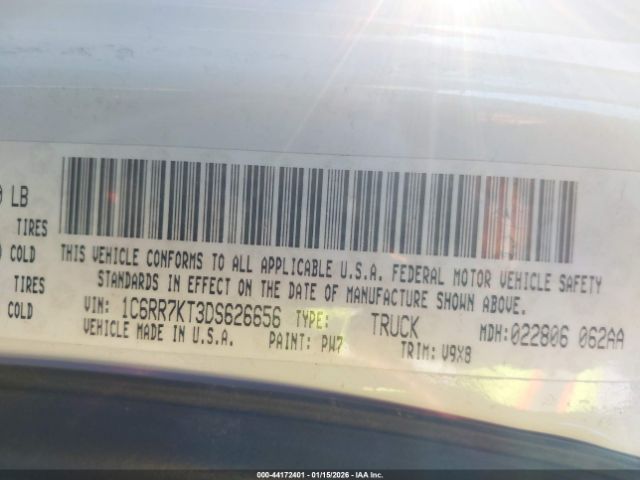 LB
TIRES
COLD
TIRES
COLD
THIS VEHICLE CONFORMS TO ALL APPLICABLE U.S.A. FEDERAL MOTOR VEHICLE SAFETY
STANDARDS IN EFFECT ON THE DATE OF MANUFACTURE SHOWN ABOVE.
VIN: 1C6RR7KT3DS626656 TYPE: TRUCK MDH:022806 062AA
VEHICLE MADE IN U.S.A. PAINT: PW7 TRIM: V9X8
000-44172401 - 01/15/2026 - © IAA Inc.